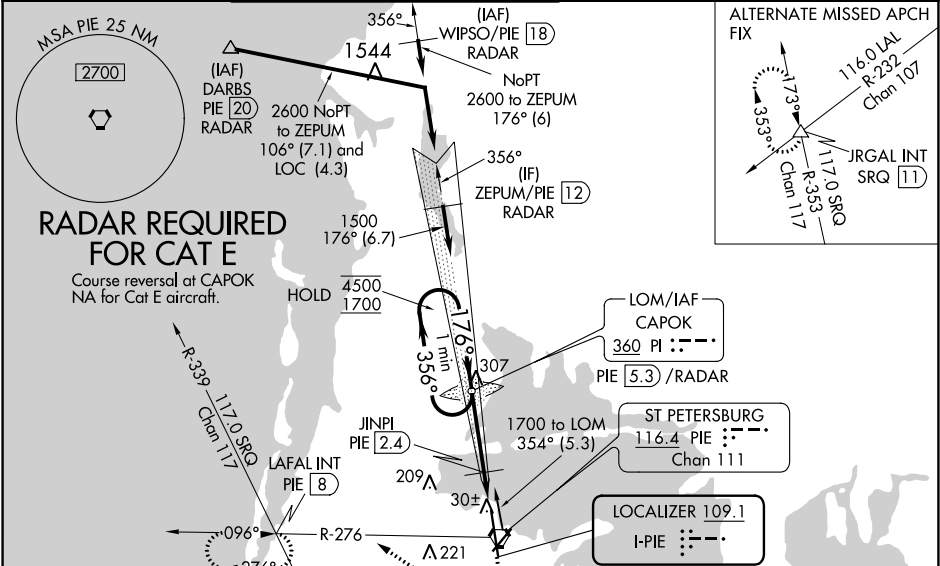 MSA PIE 25 NM
2700
(IAF)
DARBS
PIE 20
RADAR
2600 NoPT
to ZEPUM
106° (7.1) and
LOC (4.3)
1544
356°
(IAF)
WIPSO/PIE 18
RADAR
NoPT
2600 to ZEPUM
176° (6)
ALTERNATE MISSED APCH
FIX
116.0 LAL
R-232
Chan 107
173°
353°
JRGAL INT
SRQ 11
117.0 SRQ
R-353
Chan 117
356°
(IF)
ZEPUM/PIE 12
RADAR
RADAR REQUIRED
FOR CAT E
Course reversal at CAPOK
NA for Cat E aircraft.
1500
176° (6.7)
HOLD 4500
1700
176°
1 min
356°
307
LOM/IAF
CAPOK
360 PI
PIE 5.3 /RADAR
R-339
117.0 SRQ
Chan 117
JINPI
PIE 2.4
1700 to LOM
354° (5.3)
ST PETERSBURG
116.4 PIE
Chan 111
LAFAL INT
PIE 8
209
30±
LOCALIZER 109.1
I-PIE
096°
R-276
276°
221